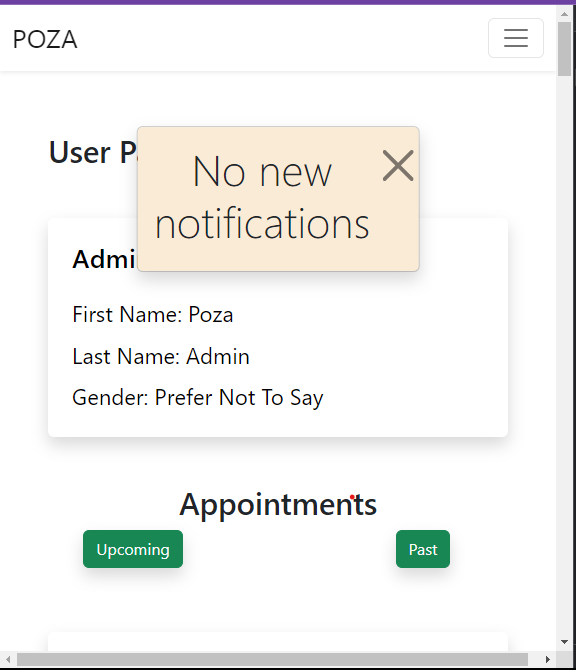 POZA
User P
No new
notifications
Admi
First Name: Poza
Last Name: Admin
Gender: Prefer Not To Say
Appointments
Upcoming
Past